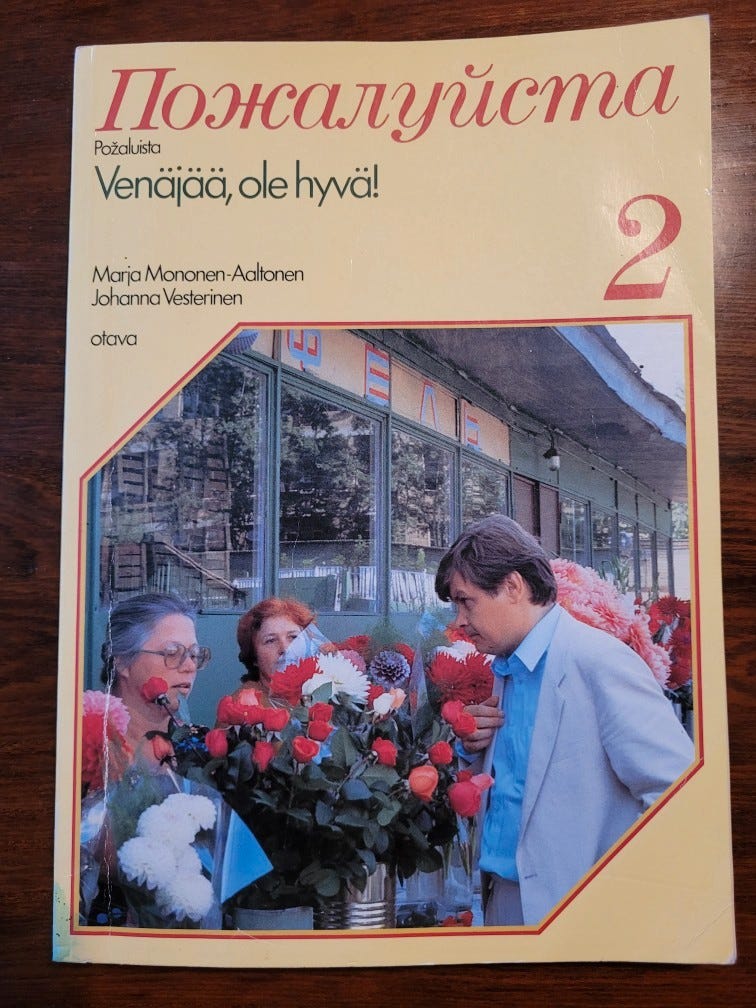 Пожалуйста
Požaluista
Venäjää, ole hyvä!
2
Marja Mononen-Aaltonen
Johanna Vesterinen
otava